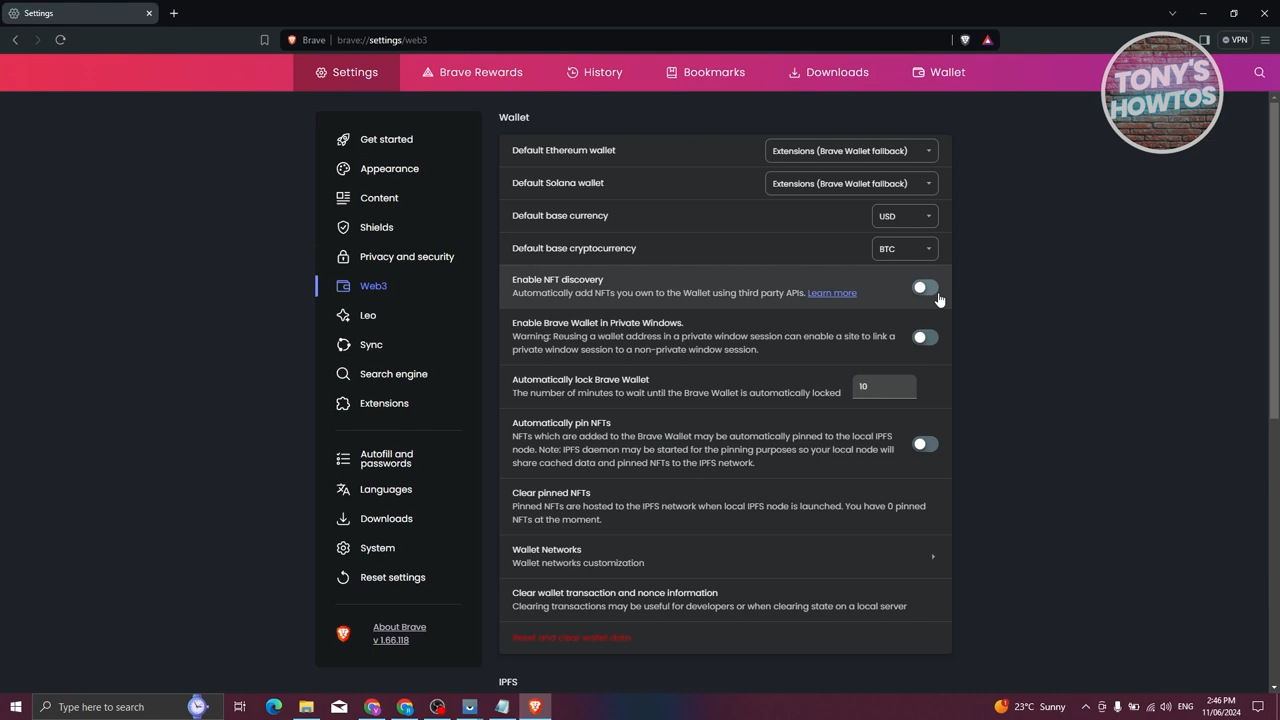 Settings
Brave
brave://settings/web3
VPN
Settings
Brave Rewards
History
Bookmarks
Downloads
Wallet
TONY'S
HOWTOS
Get started
Appearance
Content
Shields
Privacy and security
Web3
Leo
Sync
Search engine
Extensions
Autofill and
passwords
Languages
Downloads
System
Reset settings
About Brave
v 1.66.118
Wallet
Default Ethereum wallet
Extensions (Brave Wallet fallback)
Default Solana wallet
Extensions (Brave Wallet fallback)
Default base currency
USD
Default base cryptocurrency
BTC
Enable NFT discovery
Automatically add NFTs you own to the Wallet using third party APIs. Learn more
Enable Brave Wallet in Private Windows.
Warning: Reusing a wallet address in a private window session can enable a site to link a
private window session to a non-private window session.
Automatically lock Brave Wallet
The number of minutes to wait until the Brave Wallet is automatically locked
10
Automatically pin NFTs
NFTs which are added to the Brave Wallet may be automatically pinned to the local IPFS
node. Note: IPFS daemon may be started for the pinning purposes so your local node will
share cached data and pinned NFTs to the IPFS network.
Clear pinned NFTs
Pinned NFTs are hosted to the IPFS network when local IPFS node is launched. You have 0 pinned
NFTs at the moment.
Wallet Networks
Wallet networks customization
Clear wallet transaction and nonce information
Clearing transactions may be useful for developers or when clearing state on a local server
Reset and clear wallet data
IPFS
Type here to search
23°C Sunny
ENG
2:46 PM
11/06/2024